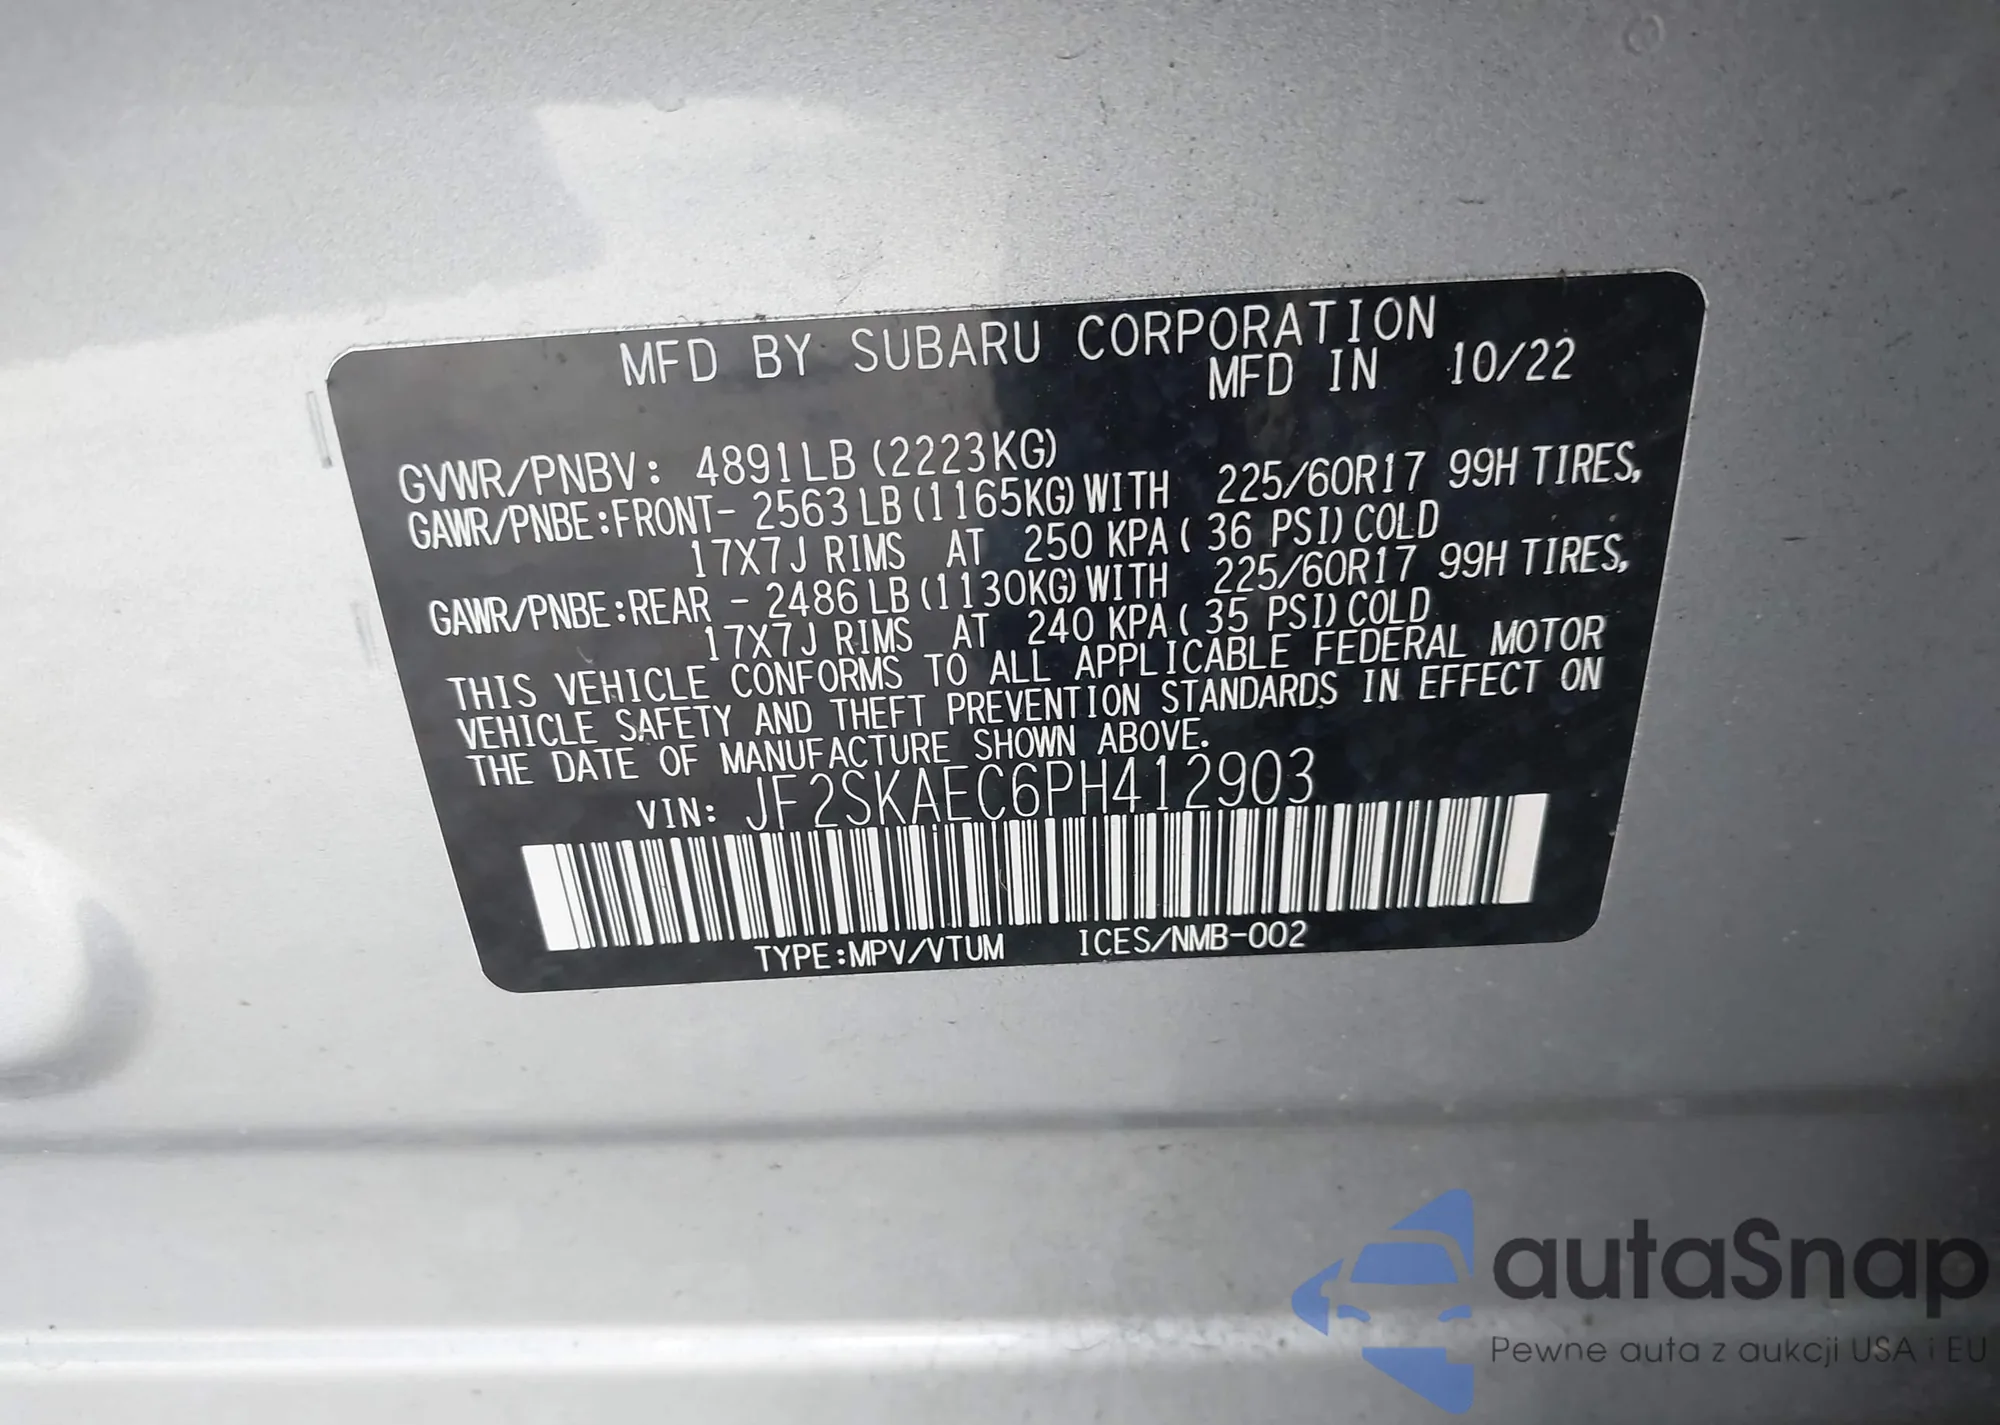 MFD BY SUBARU CORPORATION
MFD IN 10/22
GVWR/PNBV: 4891LB(2223KG)
GAWR/PNBE:FRONT- 2563LB(1165KG)WITH 225/60R17 99H TIRES,
17X7J RIMS AT 250 KPA( 36 PSI)COLD
GAWR/PNBE:REAR - 2486LB(1130KG)WITH 225/60R17 99H TIRES,
17X7J RIMS AT 240 KPA( 35 PSI)COLD
THIS VEHICLE CONFORMS TO ALL APPLICABLE FEDERAL MOTOR
VEHICLE SAFETY AND THEFT PREVENTION STANDARDS IN EFFECT ON
THE DATE OF MANUFACTURE SHOWN ABOVE.
VIN: JF2SKAEC6PH412903
TYPE:MPV/VTUM ICES/NMB-002
autaSnap
Pewne auta z aukcji USA i EU